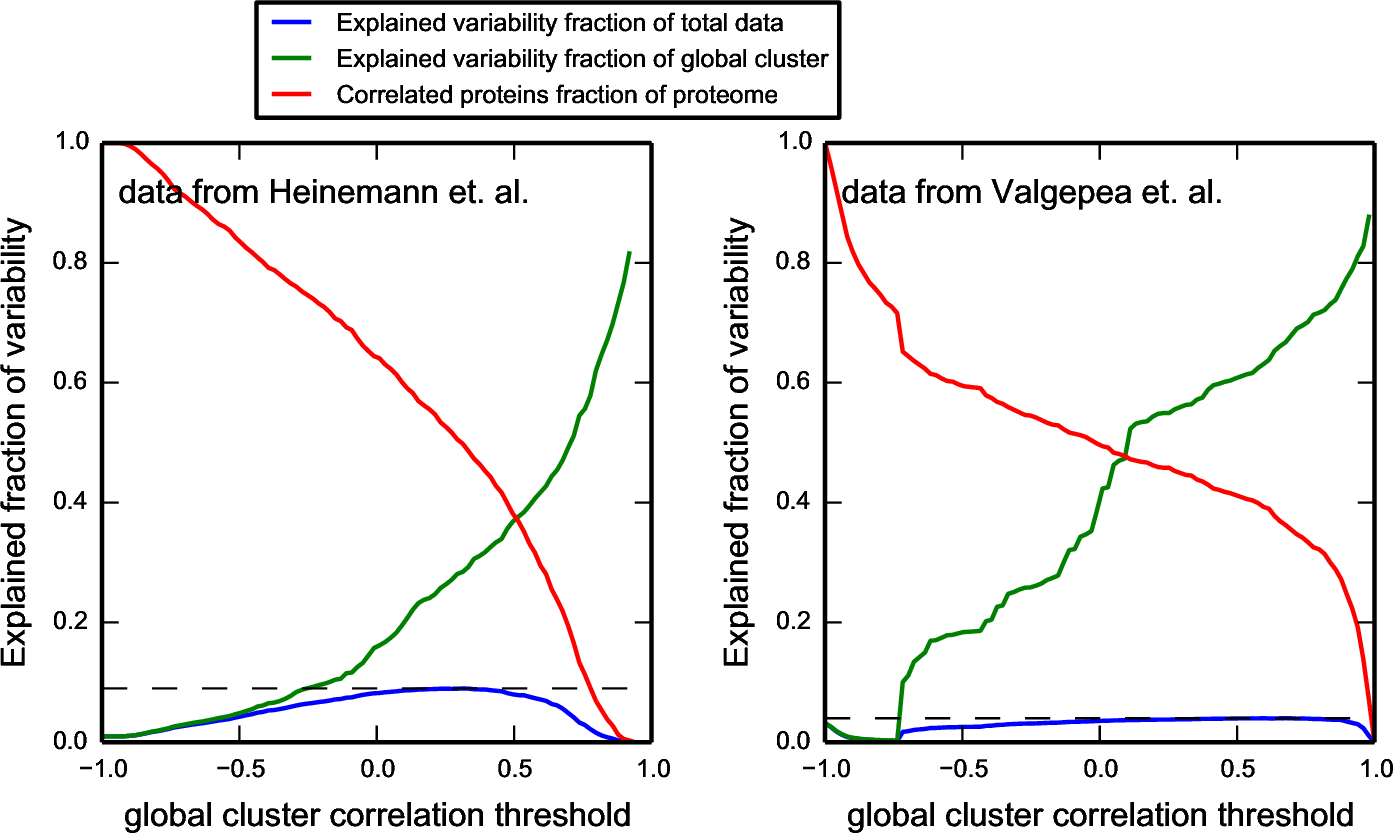 Explained variability fraction of total data
Explained variability fraction of global cluster
Correlated proteins fraction of proteome
data from Heinemann et. al.
Explained fraction of variability
1.0
0.8
0.6
0.4
0.2
0.0
−1.0 −0.5 0.0 0.5 1.0
global cluster correlation threshold
data from Valgepea et. al.
Explained fraction of variability
1.0
0.8
0.6
0.4
0.2
0.0
−1.0 −0.5 0.0 0.5 1.0
global cluster correlation threshold